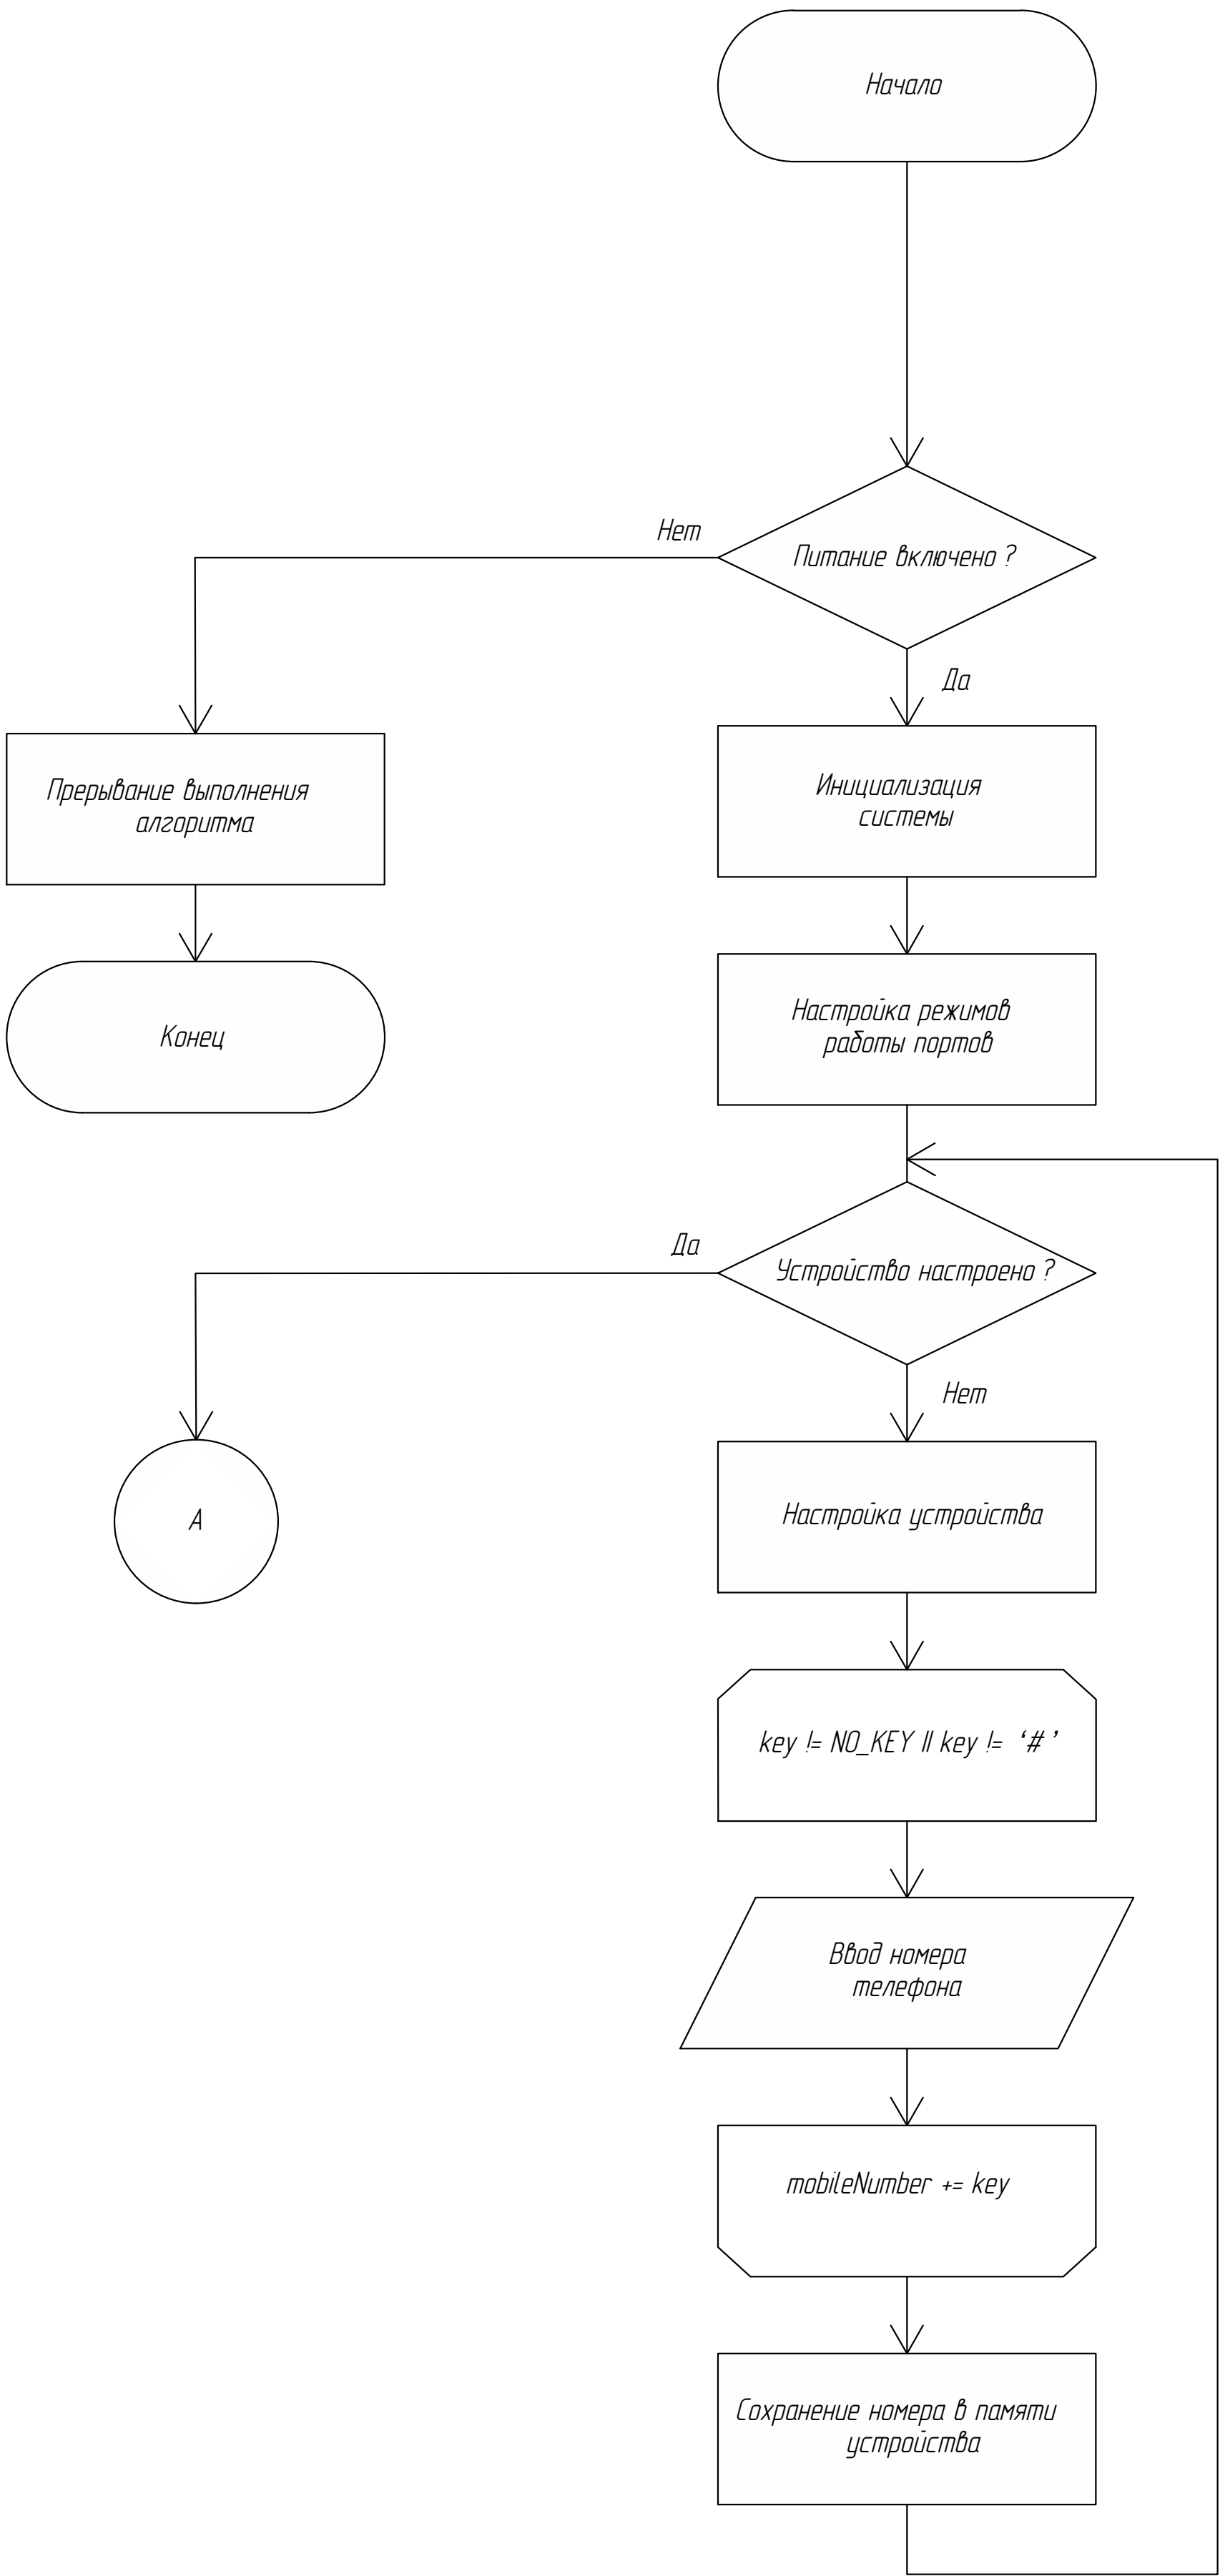 Начало
Нет
Питание включено ?
Да
Прерывание выполнения
алгоритма
Инициализация
системы
Конец
Настройка режимов
работы портов
Да
Устройство настроено ?
Нет
А
Настройка устройства
key != NO_KEY || key != ‘#’
Ввод номера
телефона
mobileNumber += key
Сохранение номера в памяти
устройства